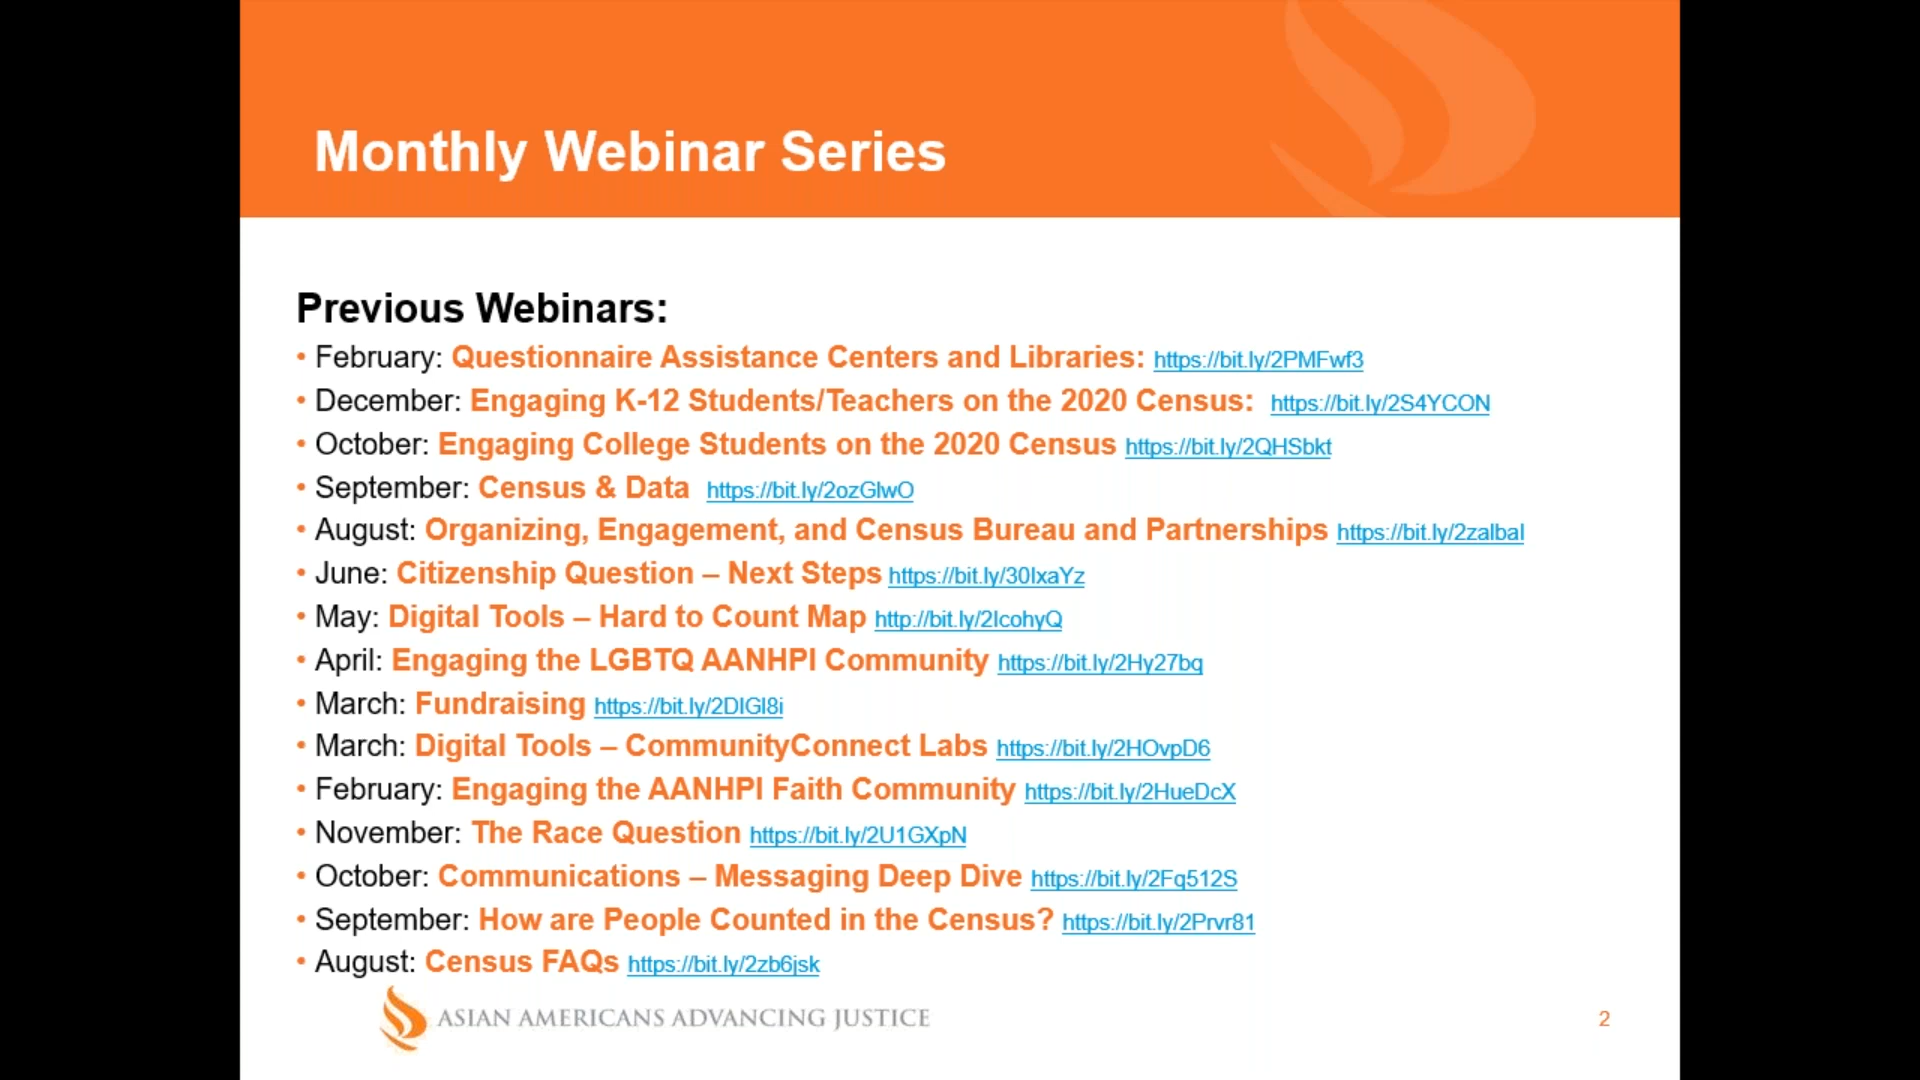 Monthly Webinar Series
Previous Webinars:
• February: Questionnaire Assistance Centers and Libraries: https://bit.ly/2PMFwf3
• December: Engaging K-12 Students/Teachers on the 2020 Census: https://bit.ly/2S4YCON
• October: Engaging College Students on the 2020 Census https://bit.ly/2QHSbkt
• September: Census & Data https://bit.ly/2ozGlwO
• August: Organizing, Engagement, and Census Bureau and Partnerships https://bit.ly/2zalbal
• June: Citizenship Question – Next Steps https://bit.ly/30IxaYz
• May: Digital Tools – Hard to Count Map http://bit.ly/2IcohyQ
• April: Engaging the LGBTQ AANHPI Community https://bit.ly/2Hy27bq
• March: Fundraising https://bit.ly/2DIGl8i
• March: Digital Tools – CommunityConnect Labs https://bit.ly/2HOvpD6
• February: Engaging the AANHPI Faith Community https://bit.ly/2HueDcX
• November: The Race Question https://bit.ly/2U1GXpN
• October: Communications – Messaging Deep Dive https://bit.ly/2Fq512S
• September: How are People Counted in the Census? https://bit.ly/2Prvr81
• August: Census FAQs https://bit.ly/2zb6jsk
ASIAN AMERICANS ADVANCING JUSTICE
2